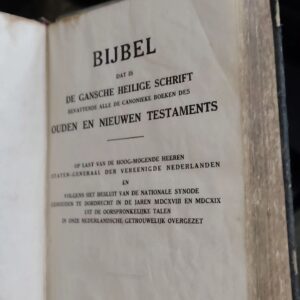 BIJBEL
DAT IS
DE GANSCHE HEILIGE SCHRIFT
BEVATTENDE ALLE DE CANONIEKE BOEKEN DES
OUDEN EN NIEUWEN TESTAMENTS
OP LAST VAN DE HOOG-MOGENDE HEEREN
STATEN-GENERAAL DER VEREENIGDE NEDERLANDEN
EN
VOLGENS HET BESLUIT VAN DE NATIONALE SYNODE
GEHOUDEN TE DORDRECHT IN DE JAREN MDCXVIII EN MDCXIX
UIT DE OORSPRONKELIJKE TALEN
IN ONZE NEDERLANDSCHE GETROUWELIJK OVERGEZET